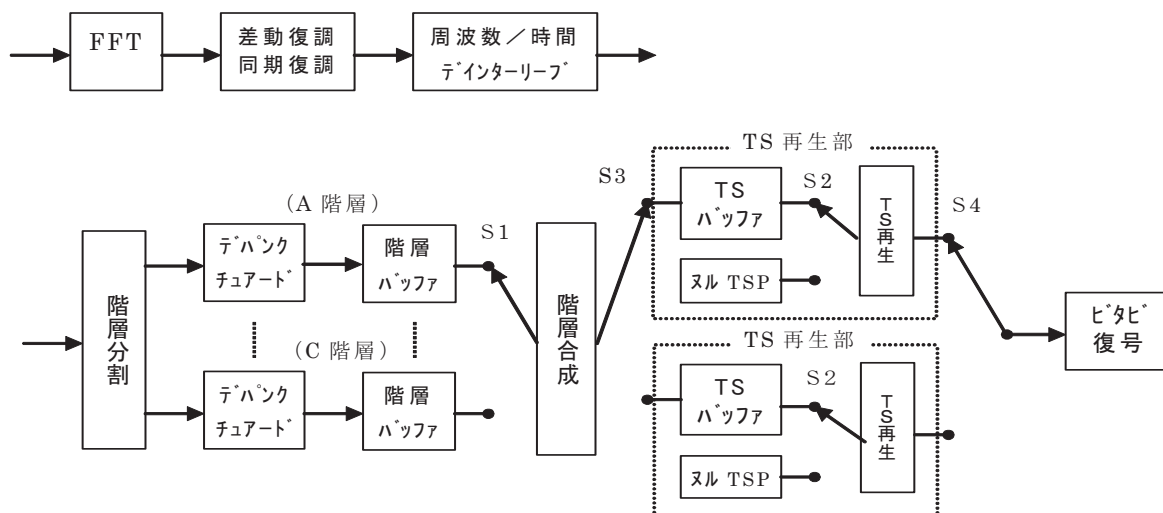 FFT
差動復調
同期復調
周波数／時間
ﾃﾞインターリーブ
TS 再生部
S3
TS
ﾊﾞッファ
S2
TS再生
S4
ﾇﾙ TSP
(A 階層)
S1
階層分割
ﾃﾞﾊﾟﾝｸ
ﾁｭｱｰﾄﾞ
階層
ﾊﾞｯﾌｧ
階層合成
(C 階層)
ﾃﾞﾊﾟﾝｸ
ﾁｭｱｰﾄﾞ
階層
ﾊﾞｯﾌｧ
TS 再生部
TS
ﾊﾞッファ
S2
TS再生
ﾇﾙ TSP
ﾋﾞﾀﾋﾞ
復号